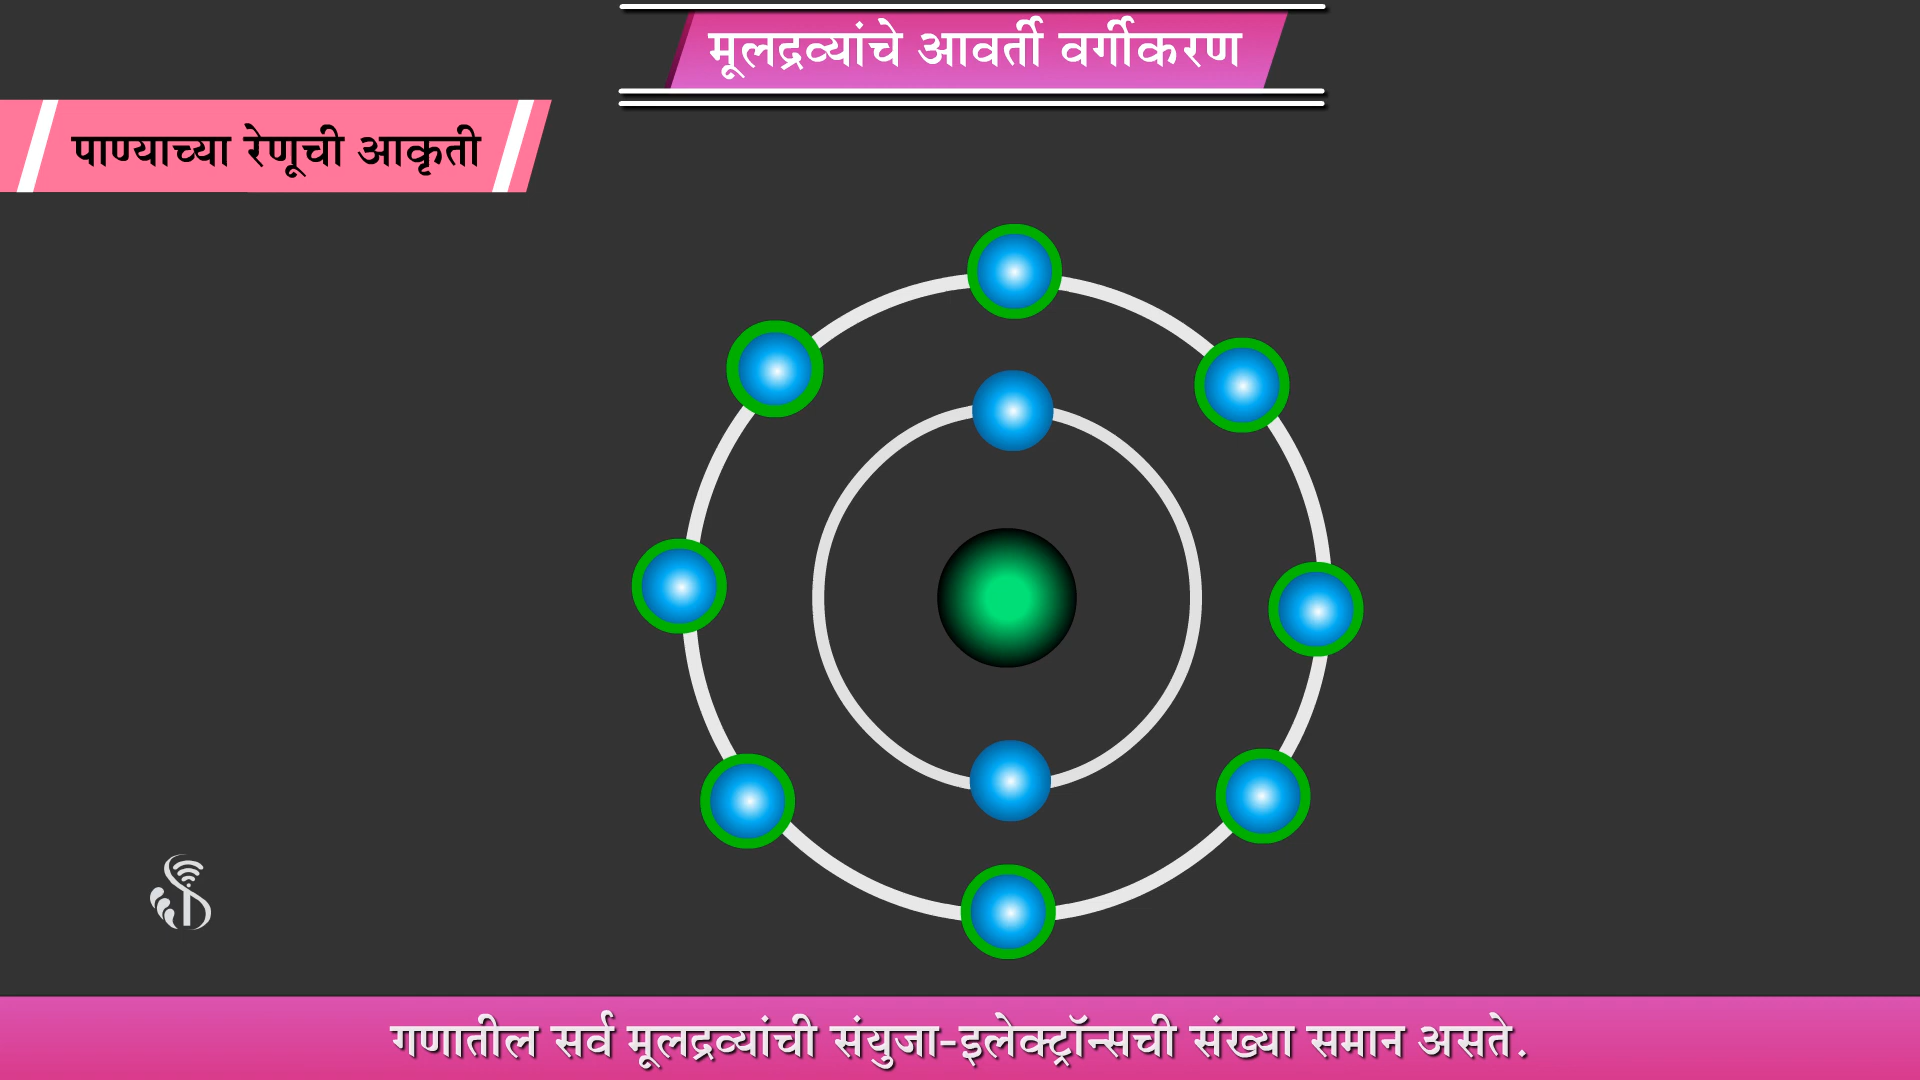 मूलद्रव्यांचे आवर्ती वर्गीकरण
पाण्याच्या रेणूची आकृती
गणातील सर्व मूलद्रव्यांची संयुजा-इलेक्ट्रॉन्सची संख्या समान असते.